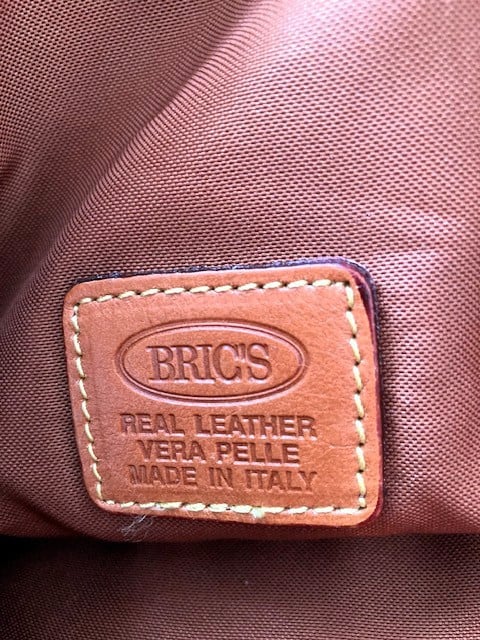 BRIC'S
REAL LEATHER
VERA PELLE
MADE IN ITALY